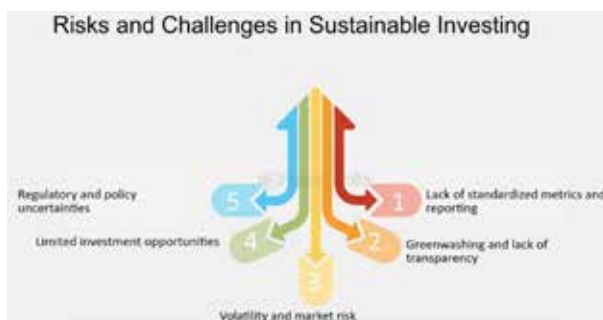 Risks and Challenges in Sustainable Investing
1
Lack of standardized metrics and
reporting
2
Greenwashing and lack of
transparency
3
Volatility and market risk
4
Limited investment opportunities
5
Regulatory and policy
uncertainties